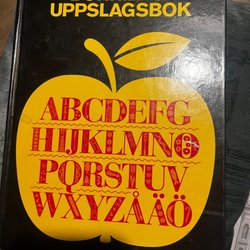 UPPSLAGSBOK
ABCDEFG
HIJKLMNO
PQRSTUV
WXYZÅÄÖ